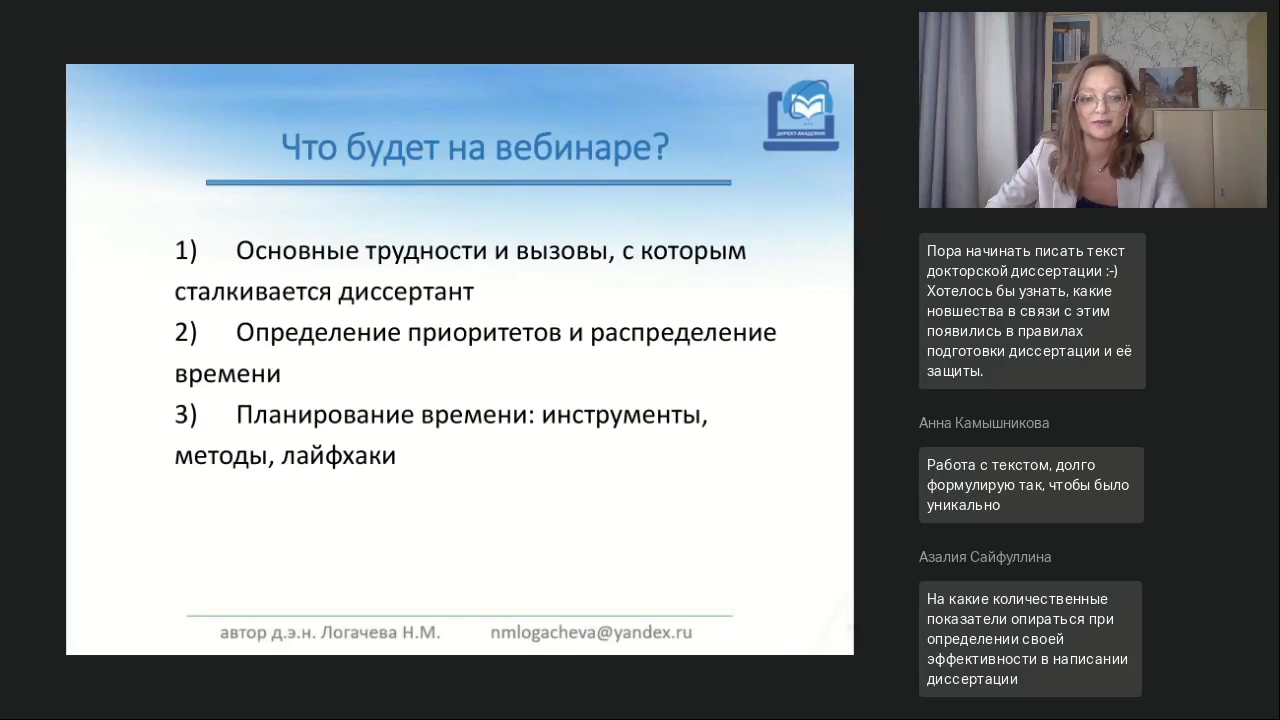 ДИРЕКТ-АКАДЕМИЯ
Что будет на вебинаре?
1) Основные трудности и вызовы, с которым
сталкивается диссертант
2) Определение приоритетов и распределение
времени
3) Планирование времени: инструменты,
методы, лайфхаки
автор д.э.н. Логачева Н.М. nmlogacheva@yandex.ru
Пора начинать писать текст
докторской диссертации :-)
Хотелось бы узнать, какие
новшества в связи с этим
появились в правилах
подготовки диссертации и её
защиты.
Анна Камышникова
Работа с текстом, долго
формулирую так, чтобы было
уникально
Азалия Сайфуллина
На какие количественные
показатели опираться при
определении своей
эффективности в написании
диссертации